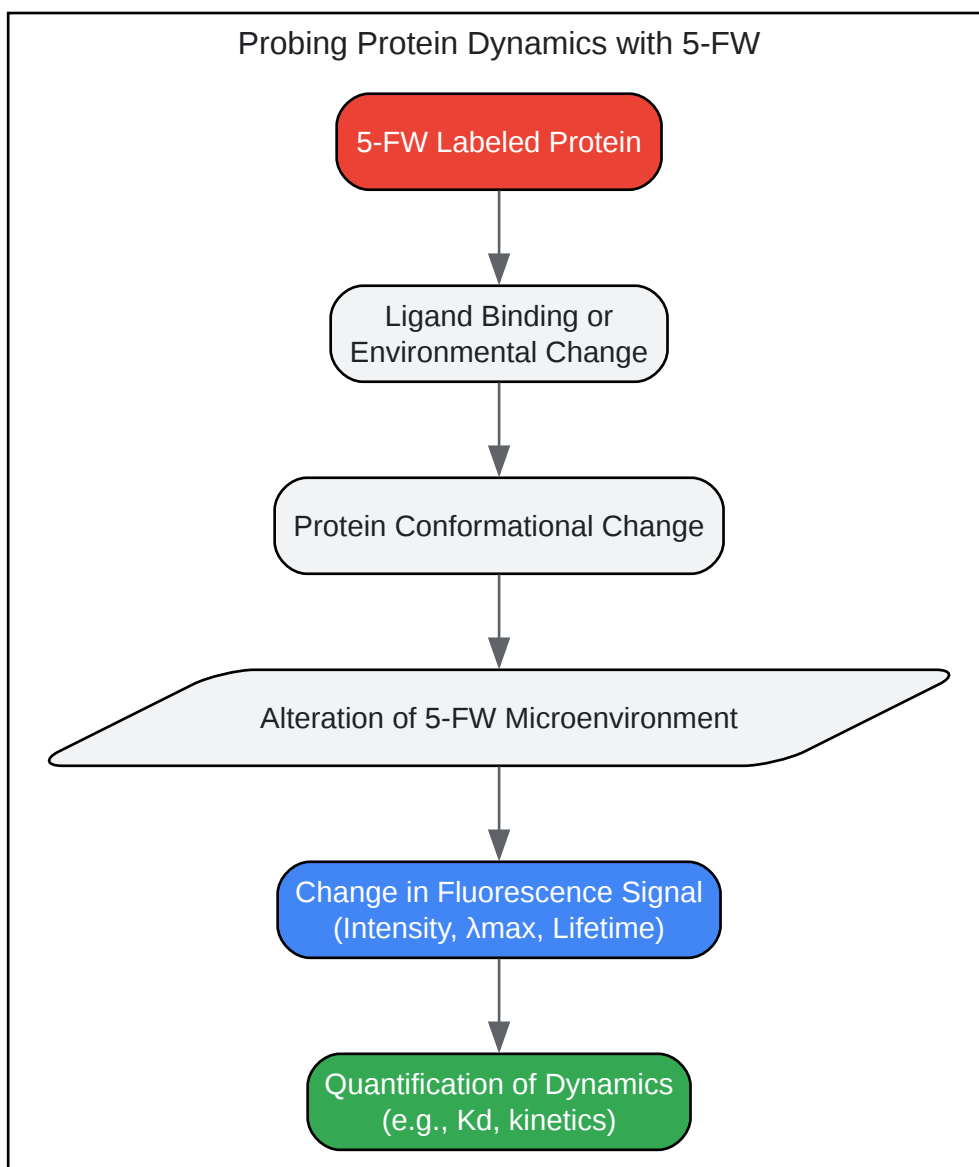 Probing Protein Dynamics with 5-FW
5-FW Labeled Protein
Ligand Binding or
Environmental Change
Protein Conformational Change
Alteration of 5-FW Microenvironment
Change in Fluorescence Signal
(Intensity, λmax, Lifetime)
Quantification of Dynamics
(e.g., Kd, kinetics)